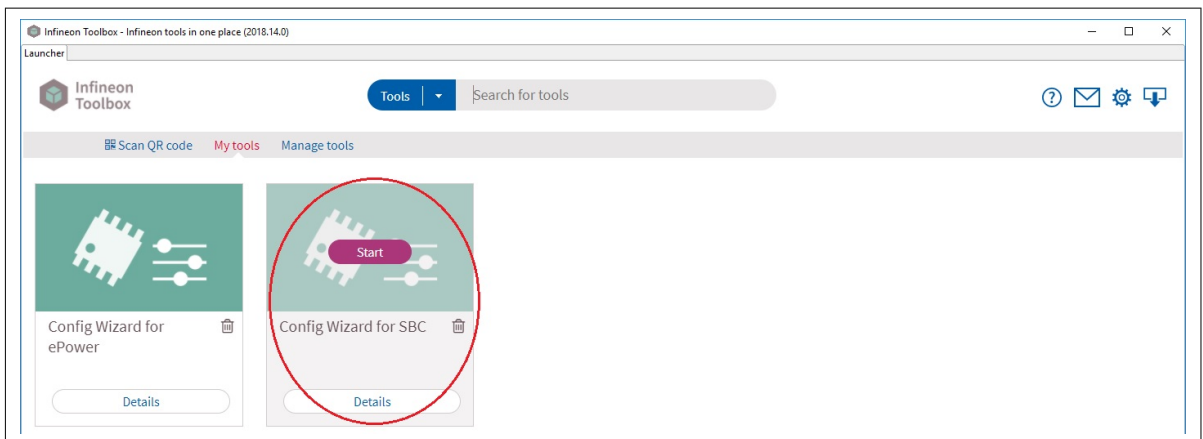 Infineon Toolbox - Infineon tools in one place (2018.14.0)
Launcher
Infineon
Toolbox
Tools
Search for tools
Scan QR code My tools Manage tools
Start
Config Wizard for
ePower
Config Wizard for SBC
Details
Details